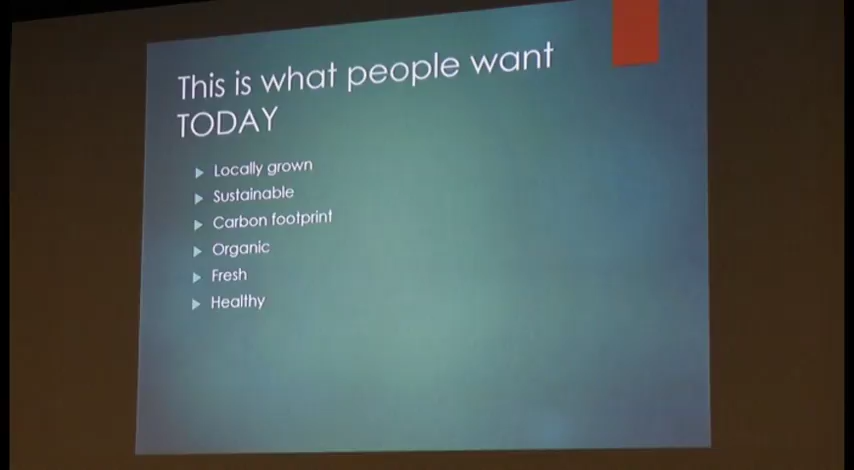 This is what people want
TODAY
Locally grown
Sustainable
Carbon footprint
Organic
Fresh
Healthy